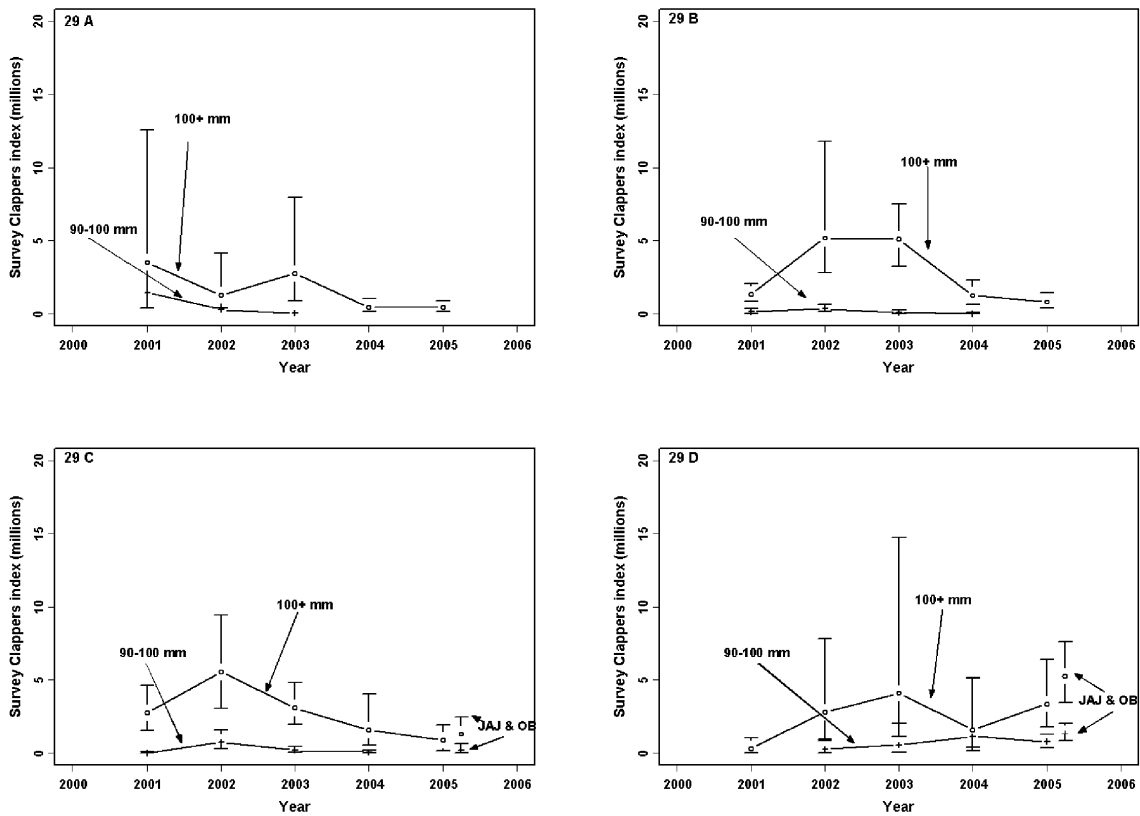 29 A
Survey Clappers index (millions)
20
15
10
5
0
100+ mm
90-100 mm
2000 2001 2002 2003 2004 2005 2006
Year
29 B
Survey Clappers index (millions)
20
15
10
5
0
100+ mm
90-100 mm
2000 2001 2002 2003 2004 2005 2006
Year
29 C
Survey Clappers index (millions)
20
15
10
5
0
100+ mm
90-100 mm
JAJ & OB
2000 2001 2002 2003 2004 2005 2006
Year
29 D
Survey Clappers index (millions)
20
15
10
5
0
100+ mm
90-100 mm
JAJ & OB
2000 2001 2002 2003 2004 2005 2006
Year